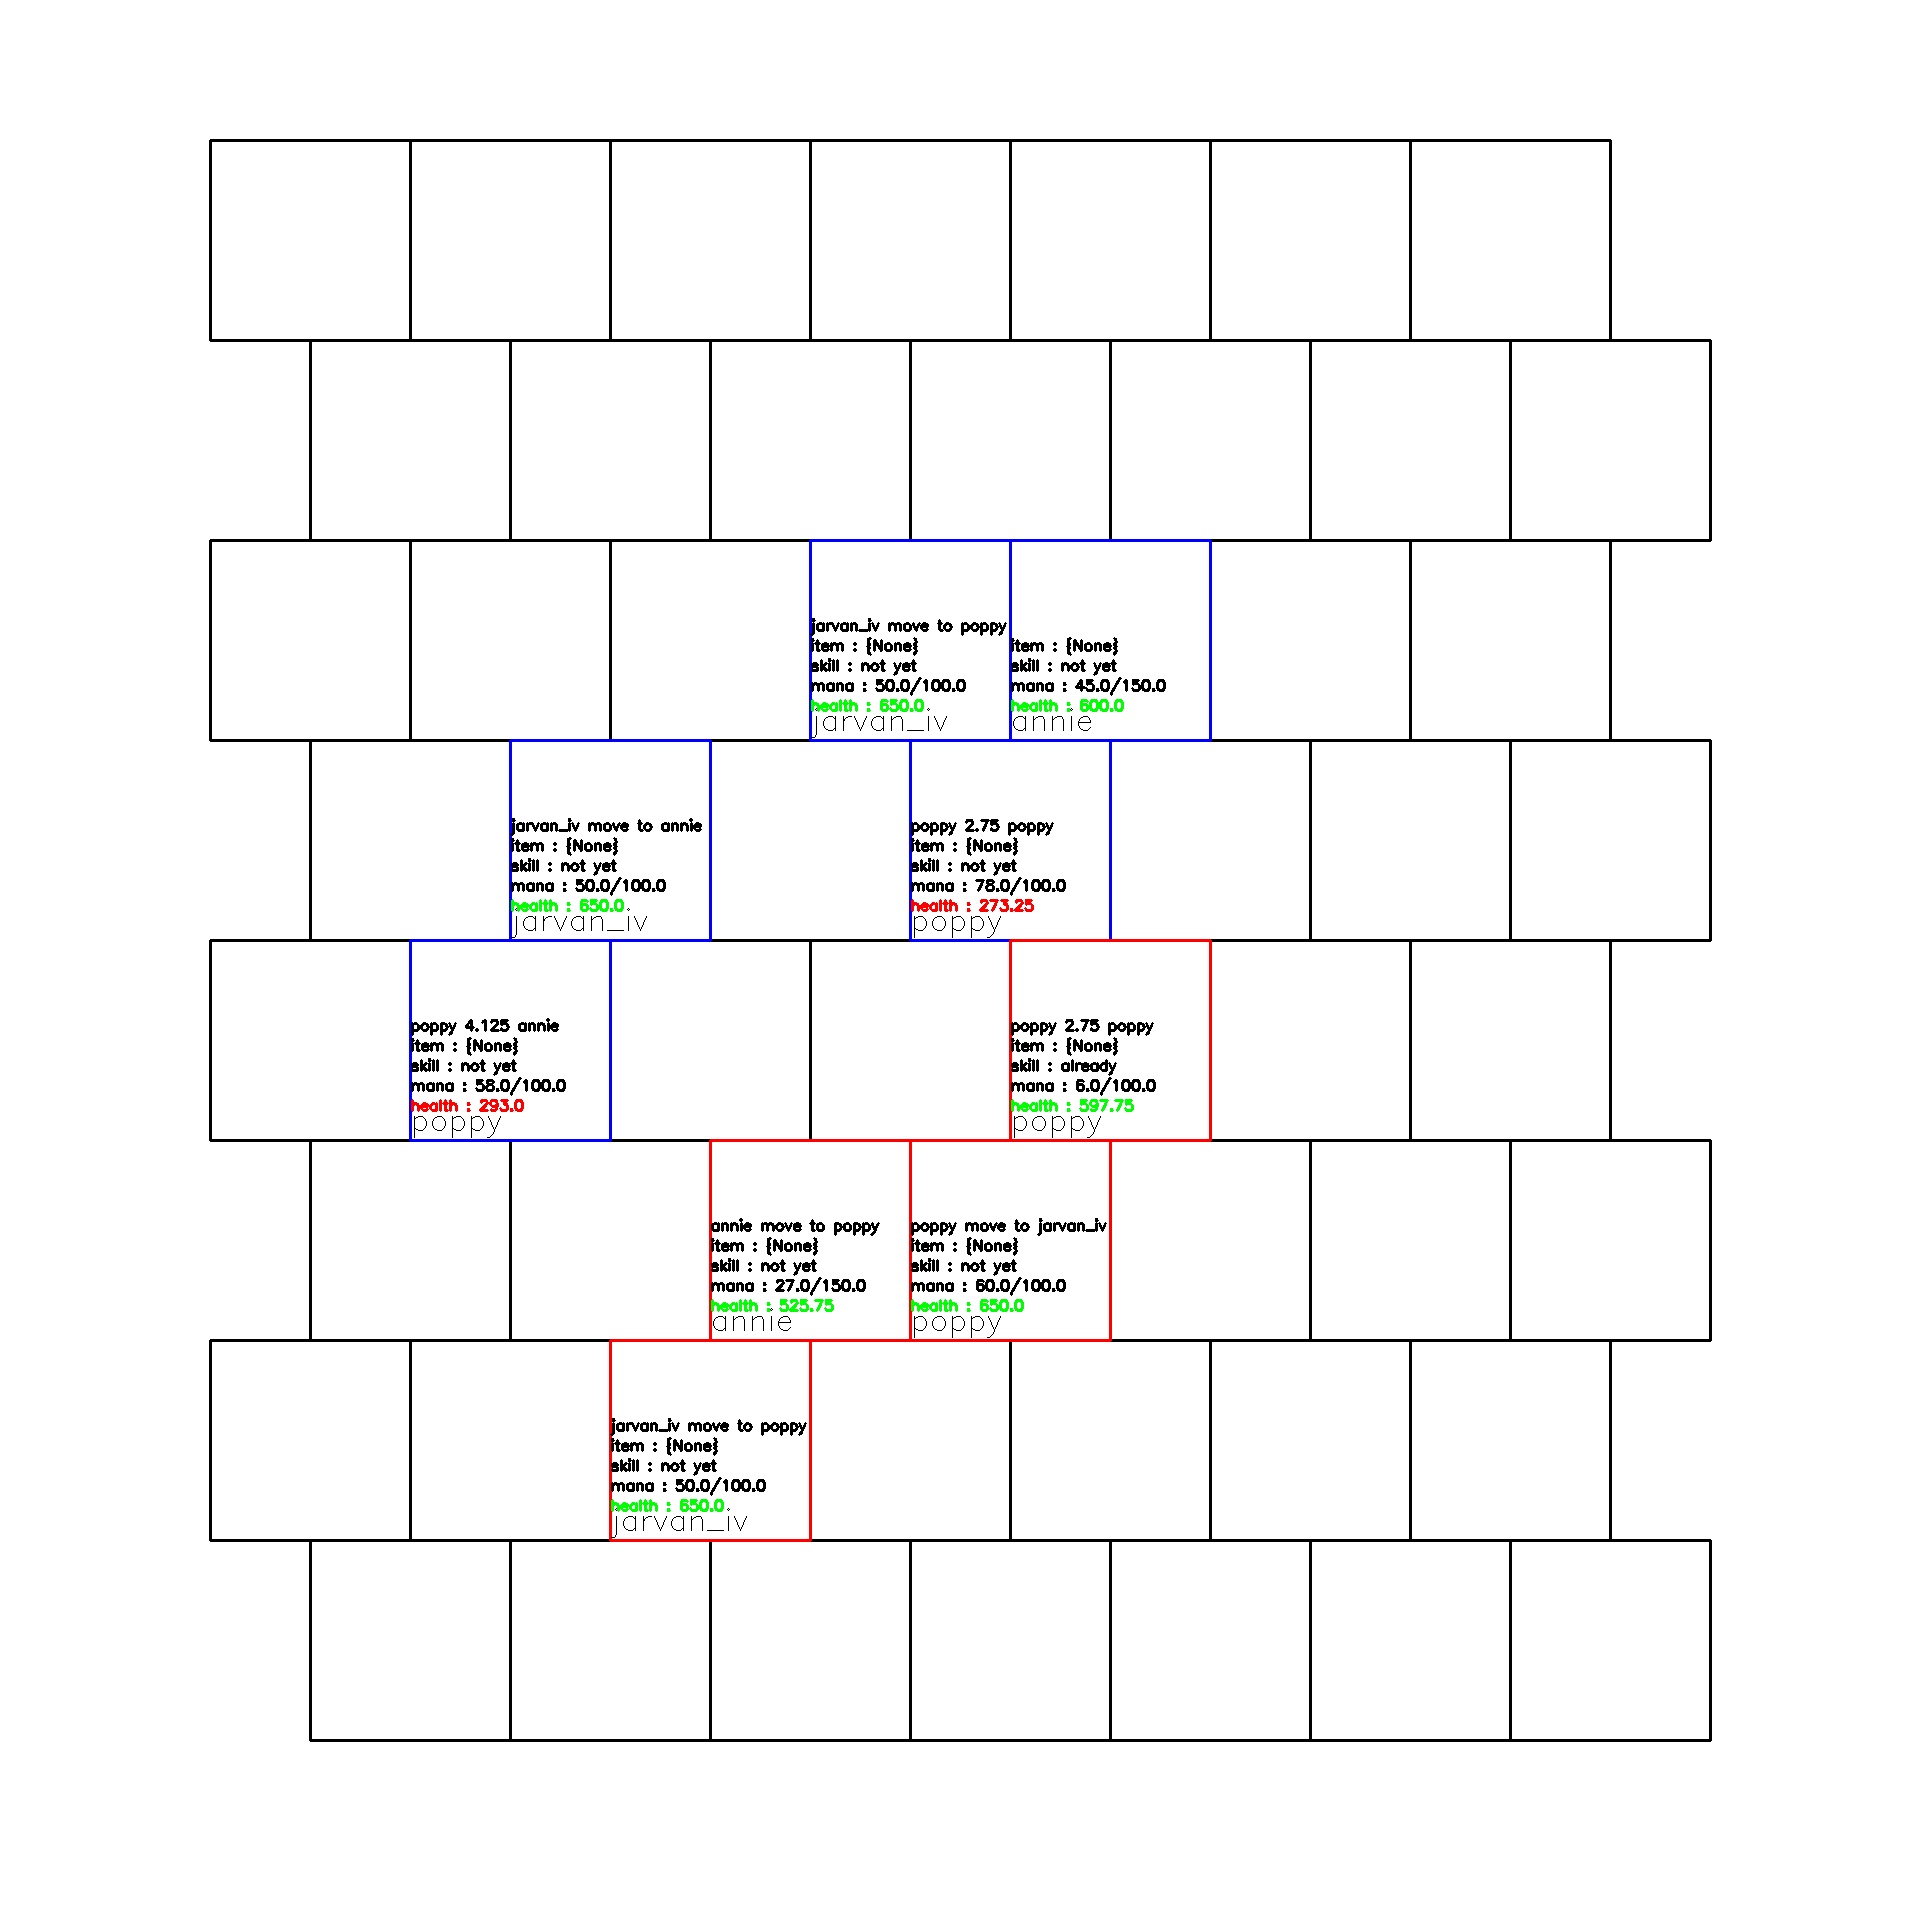 jarvan_iv move to poppy
item : {None}
skill : not yet
mana : 50.0/100.0
health : 650.0
jarvan_iv
item : {None}
skill : not yet
mana : 45.0/150.0
health : 600.0
annie
jarvan_iv move to annie
item : {None}
skill : not yet
mana : 50.0/100.0
health : 650.0
jarvan_iv
poppy 2.75 poppy
item : {None}
skill : not yet
mana : 78.0/100.0
health : 273.25
poppy
poppy 4.125 annie
item : {None}
skill : not yet
mana : 58.0/100.0
health : 293.0
poppy
poppy 2.75 poppy
item : {None}
skill : already
mana : 6.0/100.0
health : 597.75
poppy
annie move to poppy
item : {None}
skill : not yet
mana : 27.0/150.0
health : 525.75
annie
poppy move to jarvan_iv
item : {None}
skill : not yet
mana : 60.0/100.0
health : 650.0
poppy
jarvan_iv move to poppy
item : {None}
skill : not yet
mana : 50.0/100.0
health : 650.0
jarvan_iv